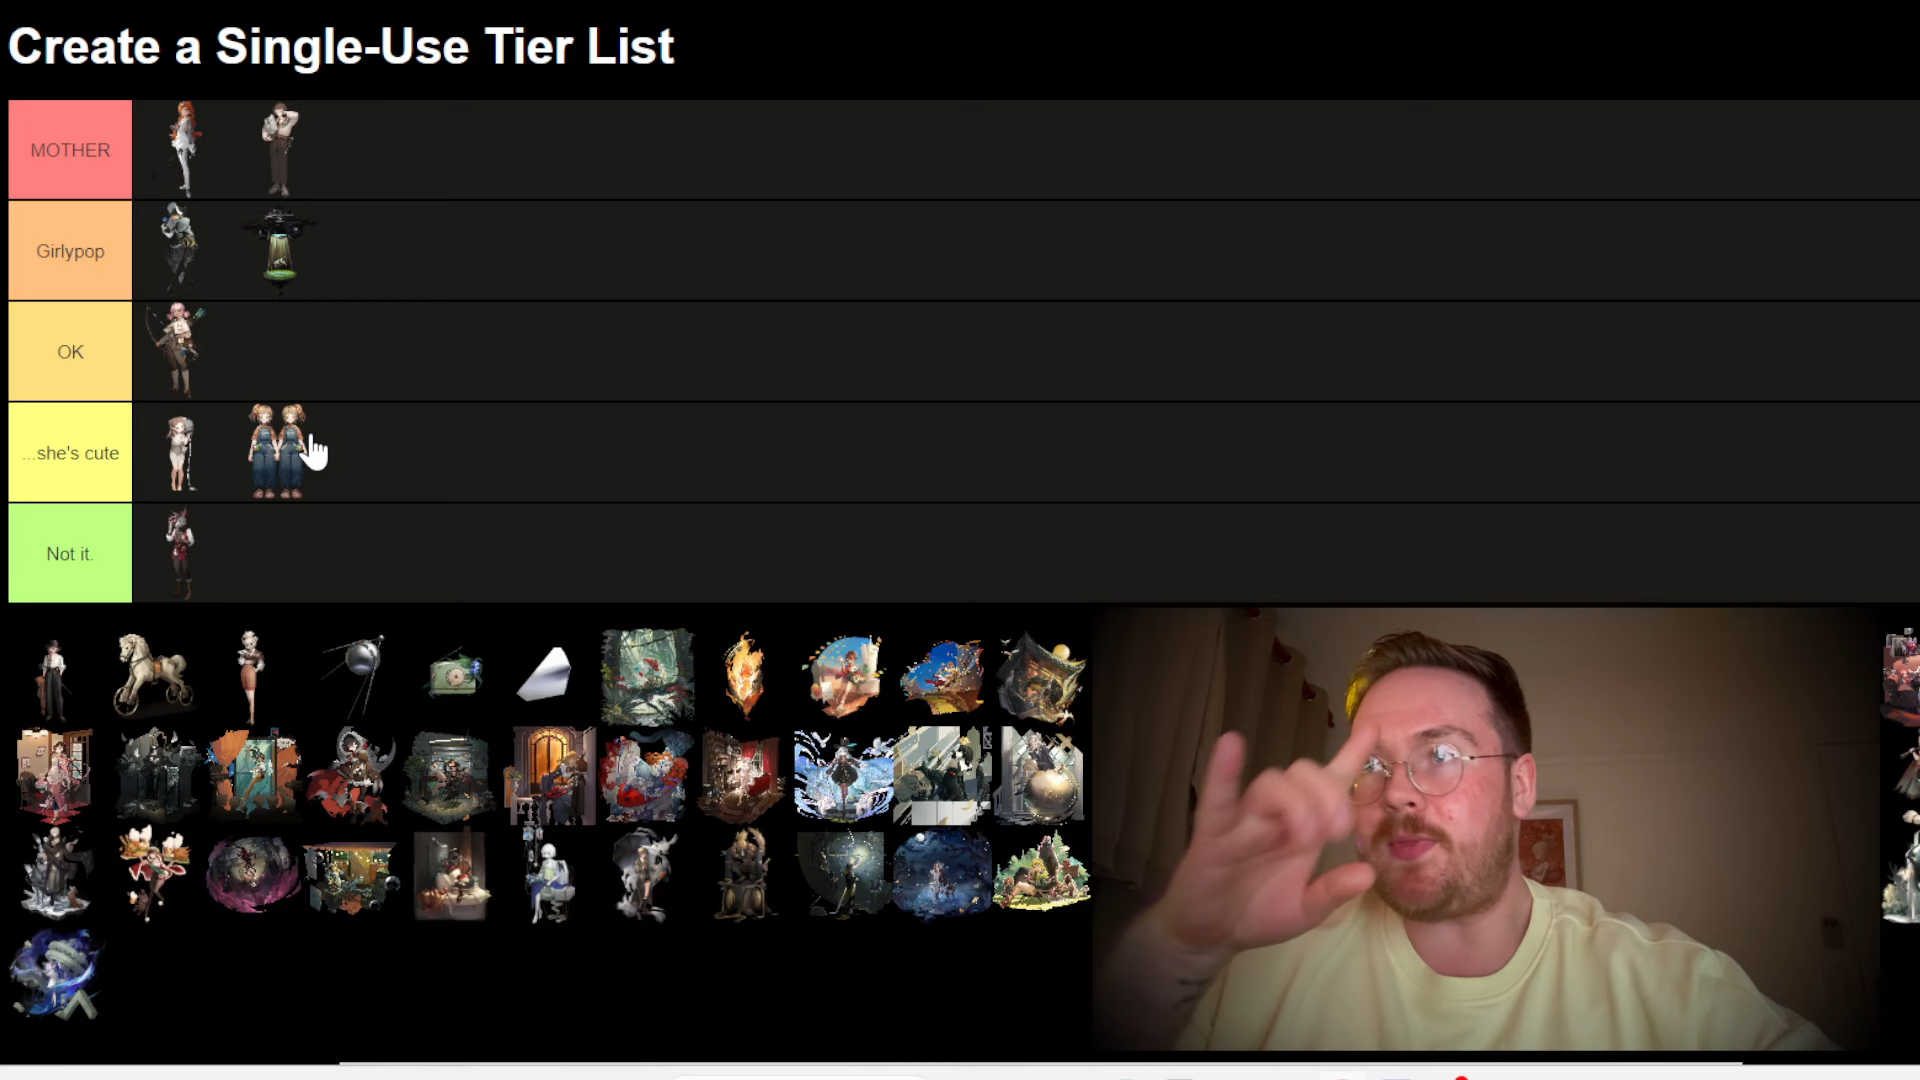 Create a Single-Use Tier List
MOTHER
Girlypop
OK
...she's cute
Not it.